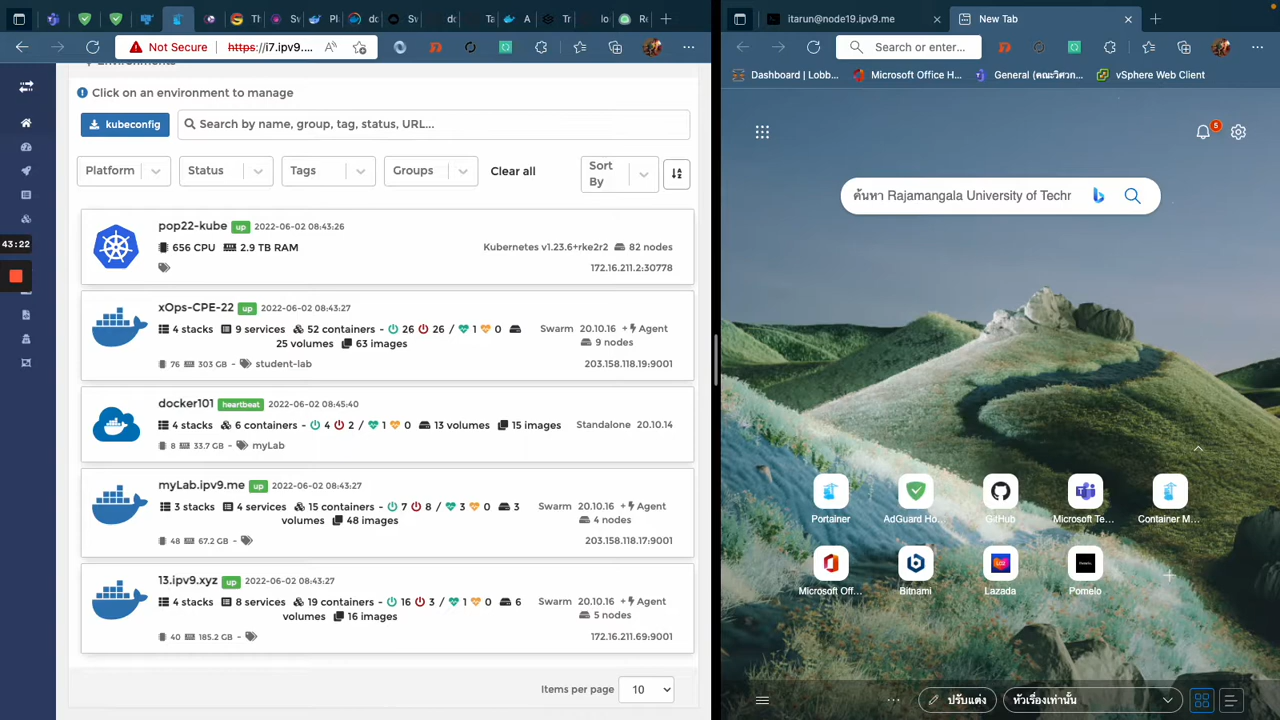 Th
Sw
Pl
do
Sw
do
Ta
A
Tr
lo
Re
Not Secure
https://i7.ipv9....
Environments
Click on an environment to manage
kubeconfig
Search by name, group, tag, status, URL...
Platform
Status
Tags
Groups
Clear all
Sort By
pop22-kube up 2022-06-02 08:43:26
656 CPU 2.9 TB RAM
Kubernetes v1.23.6+rke2r2 82 nodes
172.16.211.2:30778
xOps-CPE-22 up 2022-06-02 08:43:27
4 stacks 9 services 52 containers - 26 26 / 1 0
25 volumes 63 images
Swarm 20.10.16 + Agent
9 nodes
76 303 GB - student-lab
203.158.118.19:9001
docker101 heartbeat 2022-06-02 08:45:40
4 stacks 6 containers - 4 2 / 1 0 13 volumes 15 images
Standalone 20.10.14
8 33.7 GB - myLab
myLab.ipv9.me up 2022-06-02 08:43:27
3 stacks 4 services 15 containers - 7 8 / 3 0 3
volumes 48 images
Swarm 20.10.16 + Agent
4 nodes
48 67.2 GB -
203.158.118.17:9001
13.ipv9.xyz up 2022-06-02 08:43:27
4 stacks 8 services 19 containers - 16 3 / 1 0 6
volumes 16 images
Swarm 20.10.16 + Agent
5 nodes
40 185.2 GB -
172.16.211.69:9001
Items per page 10
43:22
itarun@node19.ipv9.me
New Tab
Search or enter...
Dashboard | Lobb...
Microsoft Office H...
General (คณะวิศวก...
vSphere Web Client
5
ค้นหา Rajamangala University of Techr
Portainer
AdGuard Ho...
GitHub
Microsoft Te...
Container M...
Microsoft Off...
Bitnami
Lazada
Pomelo
ปรับแต่ง
หัวเรื่องเท่านั้น